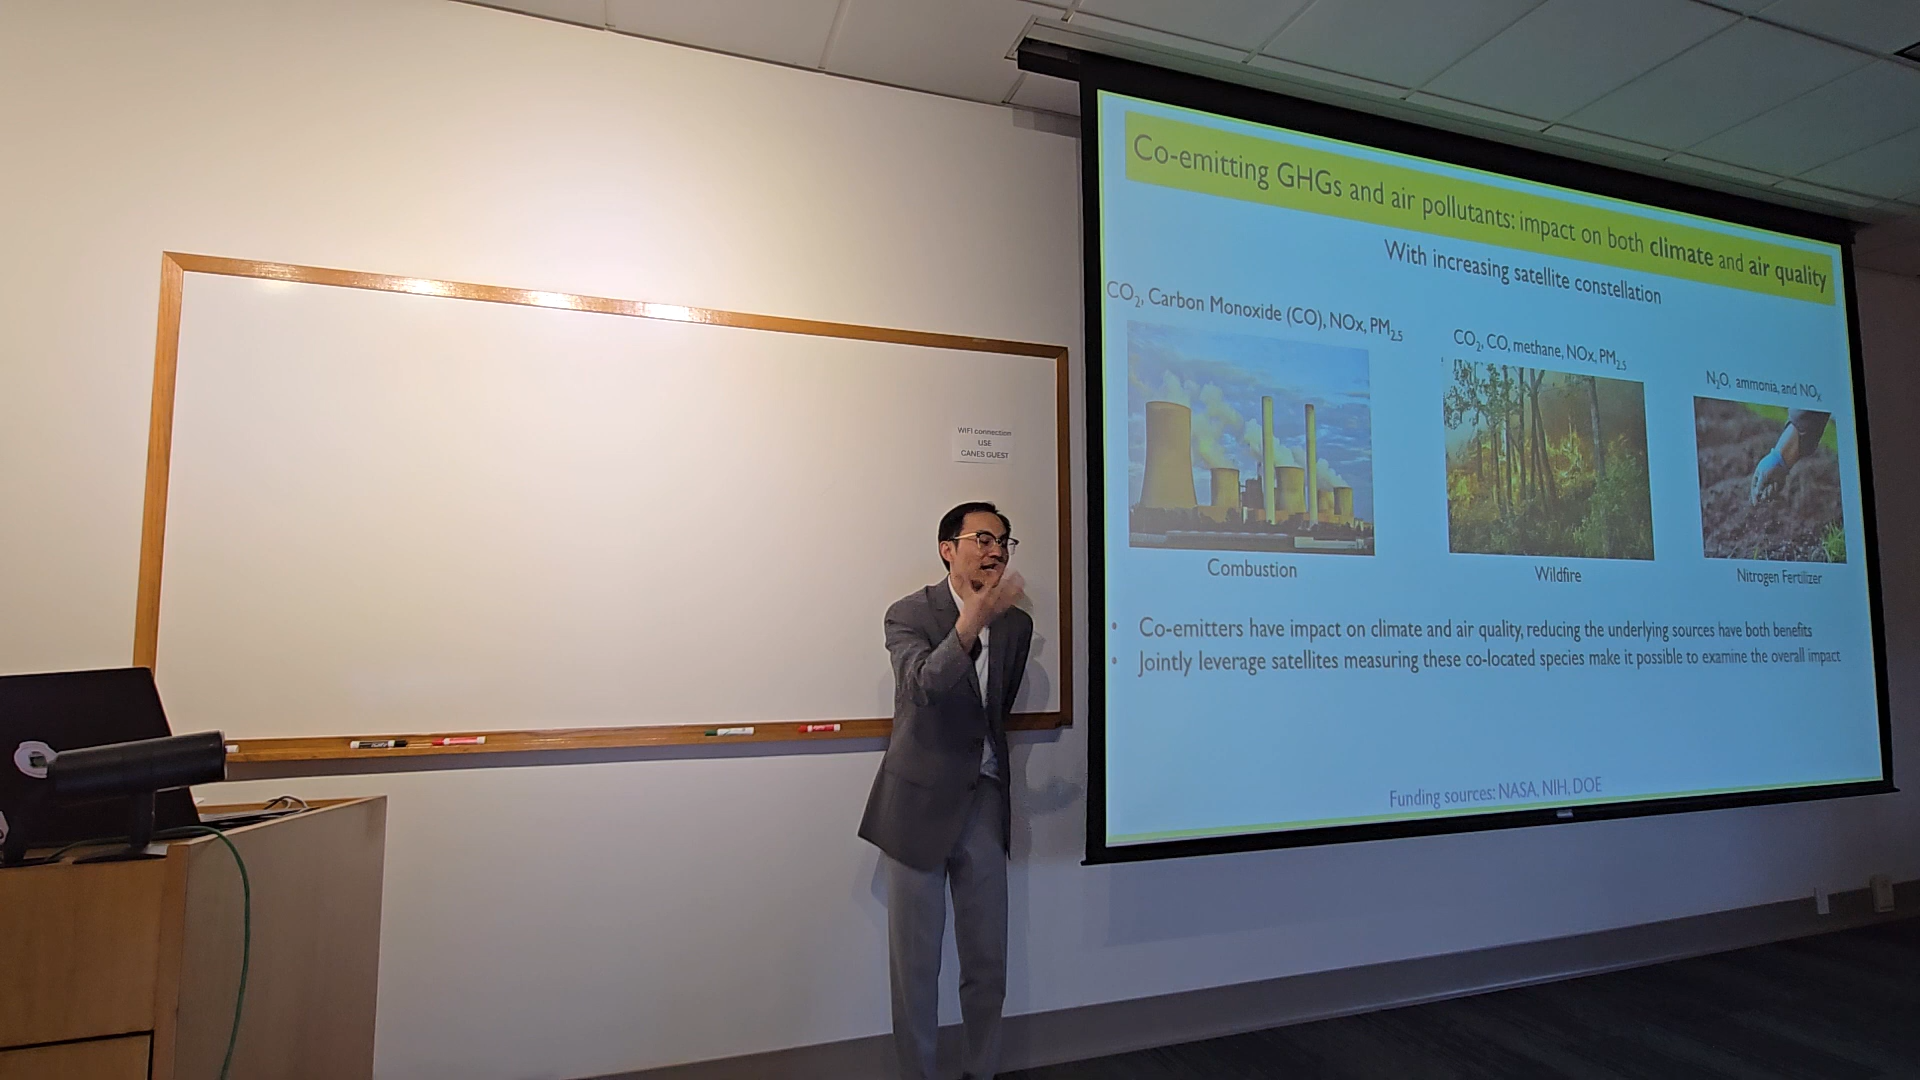 WIFI connection
USE
CANES GUEST
Co-emitting GHGs and air pollutants: impact on both climate and air quality
With increasing satellite constellation
CO₂, Carbon Monoxide (CO), NOx, PM₂.₅
CO₂, CO, methane, NOx, PM₂.₅
N₂O, ammonia, and NOₓ
Combustion
Wildfire
Nitrogen Fertilizer
• Co-emitters have impact on climate and air quality, reducing the underlying sources have both benefits
• Jointly leverage satellites measuring these co-located species make it possible to examine the overall impact
Funding sources: NASA, NIH, DOE